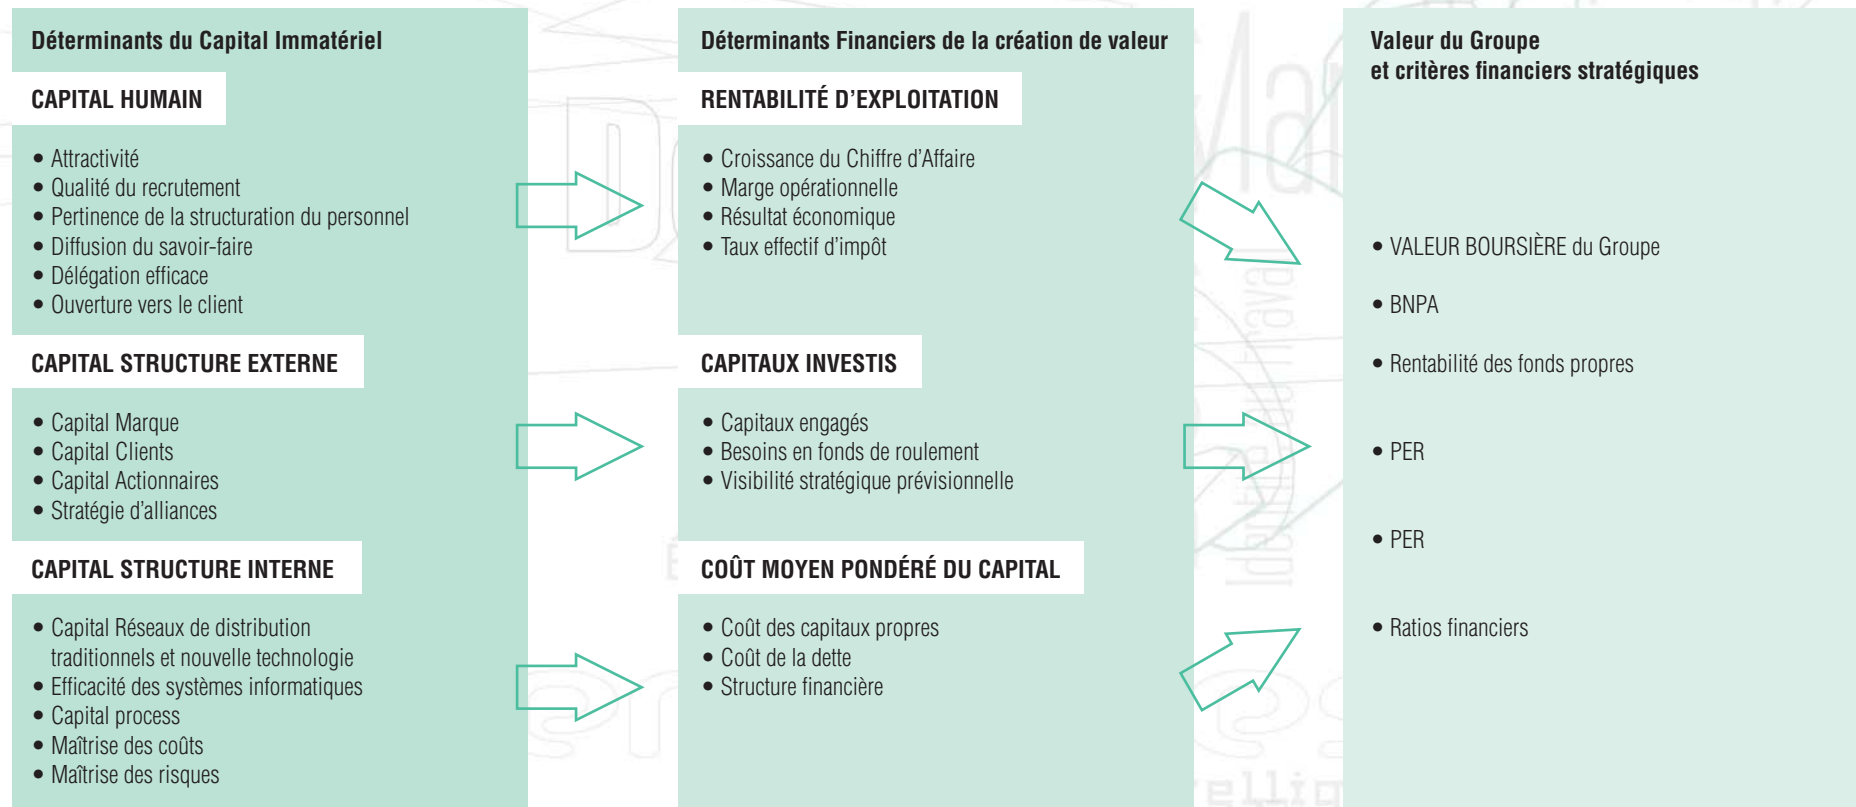 Déterminants du Capital Immatériel
CAPITAL HUMAIN
• Attractivité
• Qualité du recrutement
• Pertinence de la structuration du personnel
• Diffusion du savoir-faire
• Délégation efficace
• Ouverture vers le client
CAPITAL STRUCTURE EXTERNE
• Capital Marque
• Capital Clients
• Capital Actionnaires
• Stratégie d’alliances
CAPITAL STRUCTURE INTERNE
• Capital Réseaux de distribution
traditionnels et nouvelle technologie
• Efficacité des systèmes informatiques
• Capital process
• Maîtrise des coûts
• Maîtrise des risques
Déterminants Financiers de la création de valeur
RENTABILITÉ D’EXPLOITATION
• Croissance du Chiffre d’Affaire
• Marge opérationnelle
• Résultat économique
• Taux effectif d’impôt
CAPITAUX INVESTIS
• Capitaux engagés
• Besoins en fonds de roulement
• Visibilité stratégique prévisionnelle
COÛT MOYEN PONDÉRÉ DU CAPITAL
• Coût des capitaux propres
• Coût de la dette
• Structure financière
Valeur du Groupe
et critères financiers stratégiques
• VALEUR BOURSIÈRE du Groupe
• BNPA
• Rentabilité des fonds propres
• PER
• PER
• Ratios financiers